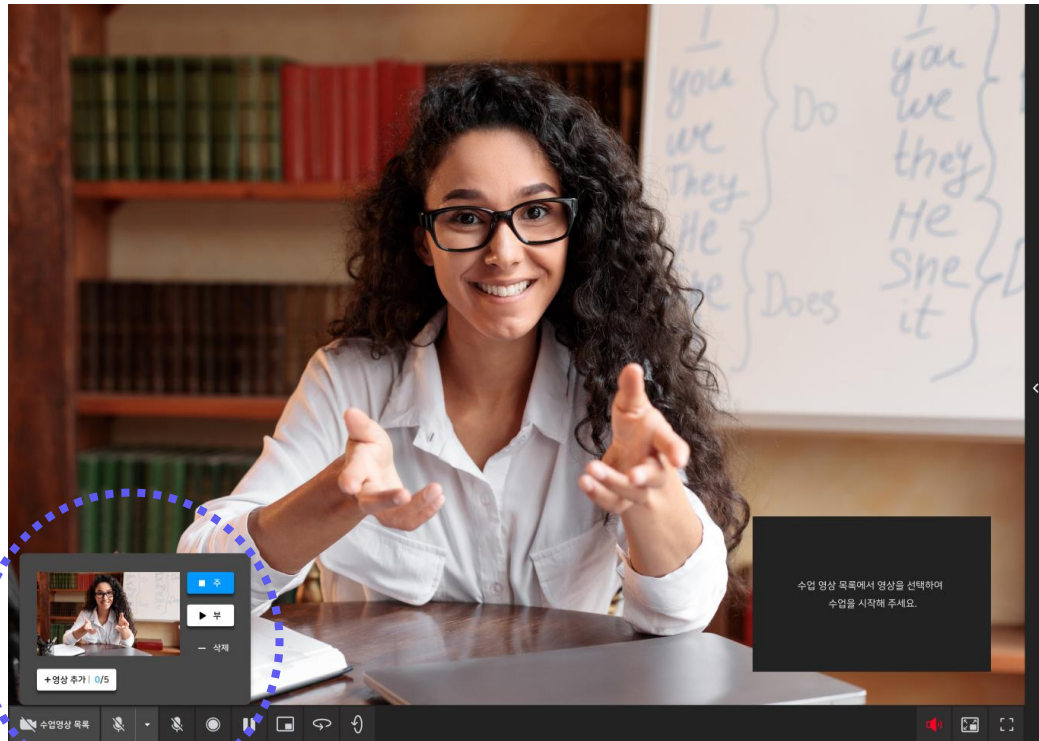 I
you
we
They
He
Do
Does
I
you
we
they
He
She
it
수업 영상 목록에서 영상을 선택하여
수업을 시작해 주세요.
주
부
삭제
+영상 추가 | 0/5
수업영상 목록